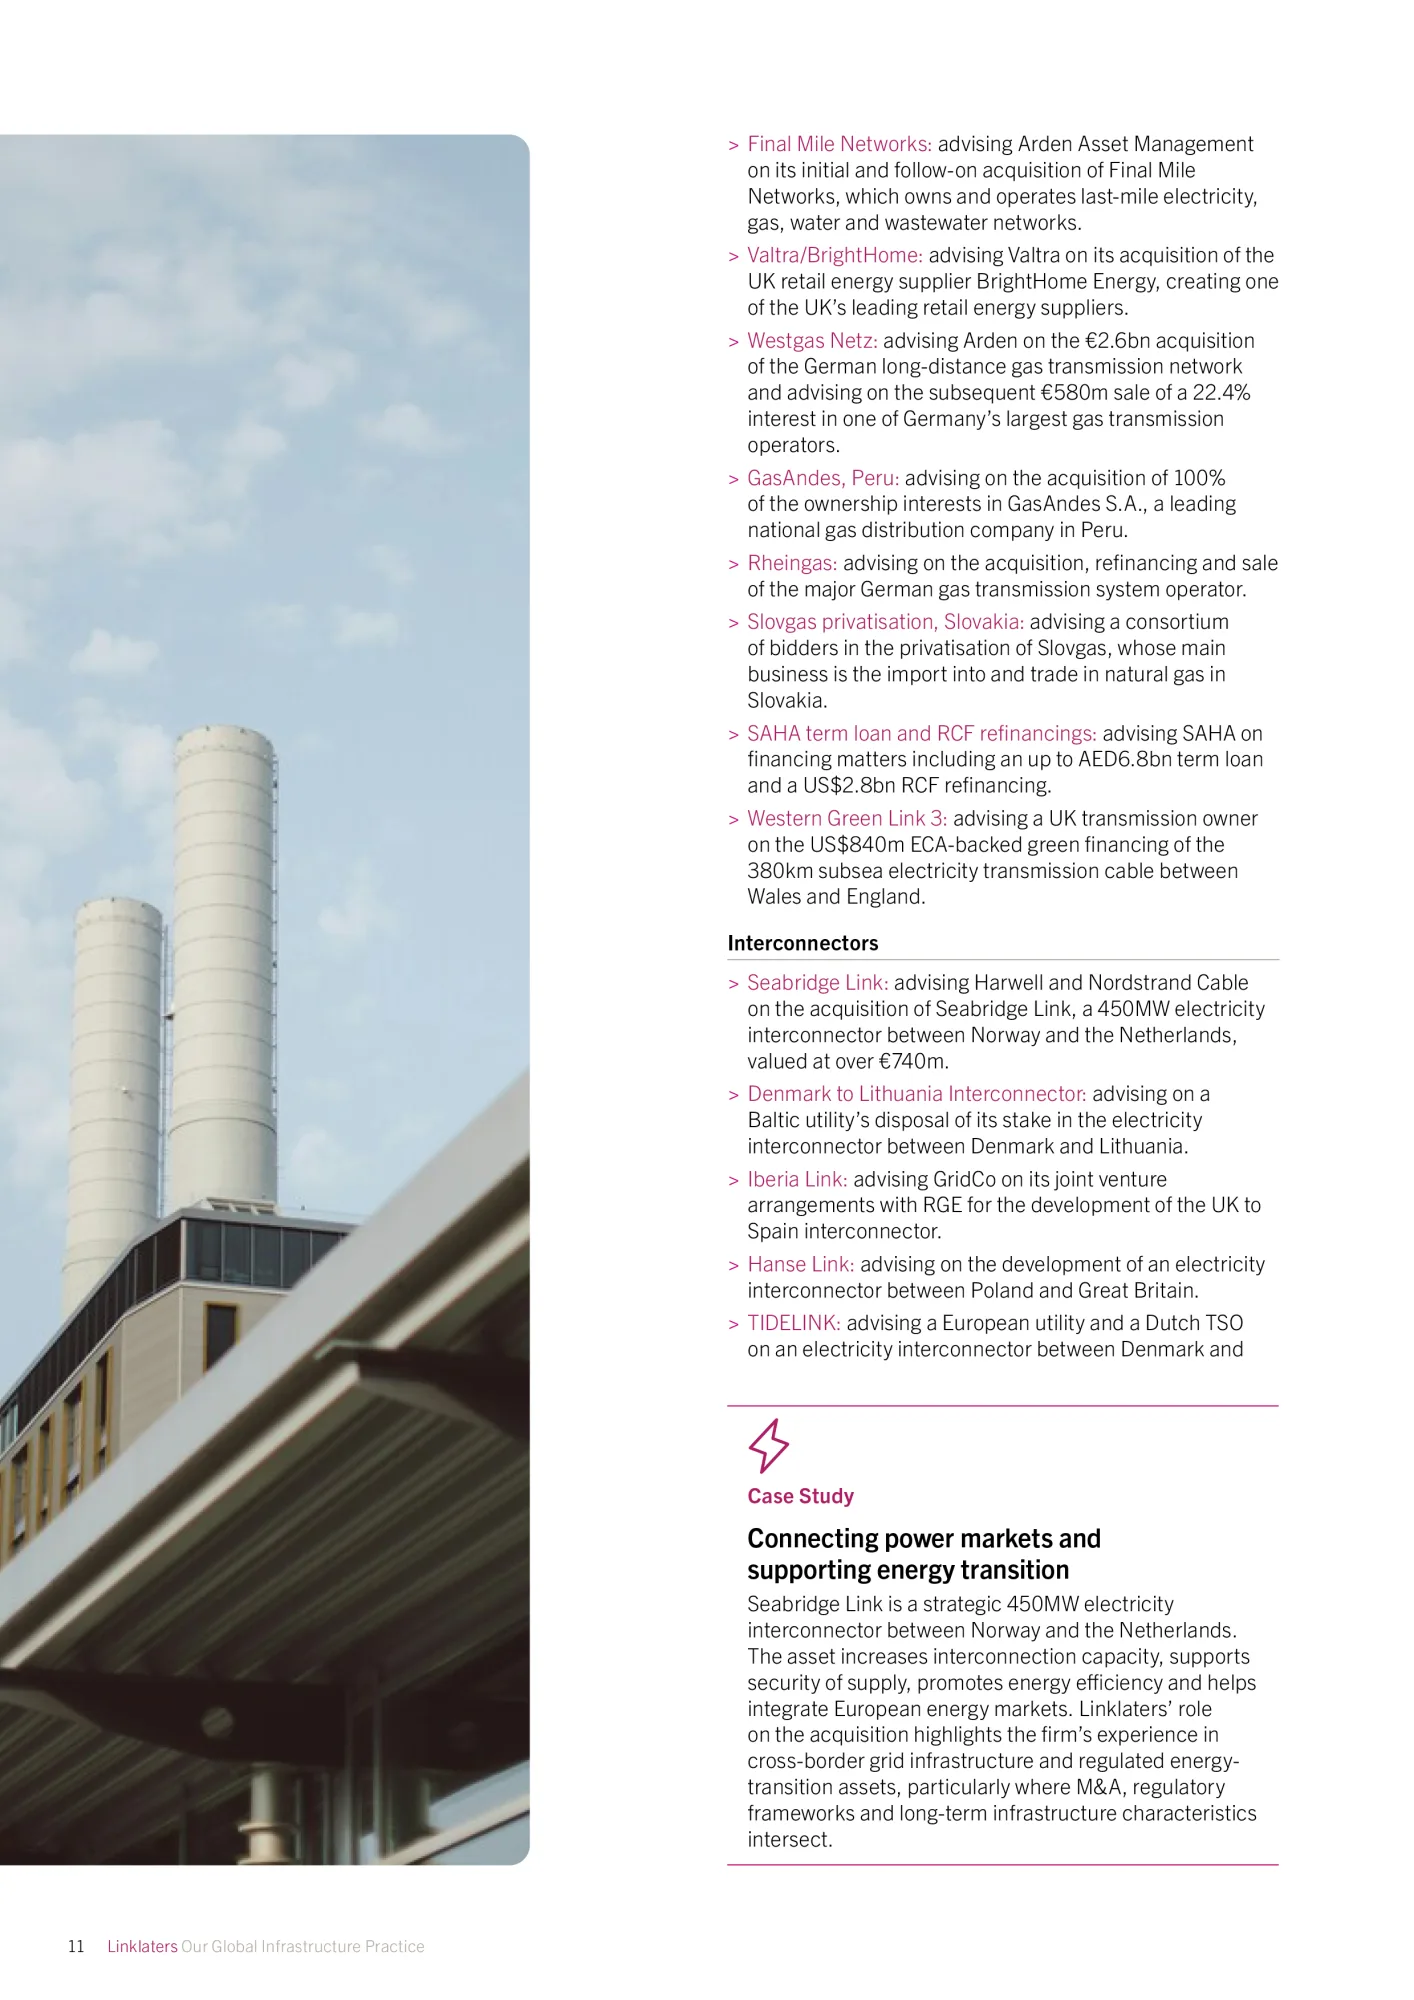 > Final Mile Networks: advising Arden Asset Management
on its initial and follow-on acquisition of Final Mile
Networks, which owns and operates last-mile electricity,
gas, water and wastewater networks.
> Valtra/BrightHome: advising Valtra on its acquisition of the
UK retail energy supplier BrightHome Energy, creating one
of the UK’s leading retail energy suppliers.
> Westgas Netz: advising Arden on the €2.6bn acquisition
of the German long-distance gas transmission network
and advising on the subsequent €580m sale of a 22.4%
interest in one of Germany’s largest gas transmission
operators.
> GasAndes, Peru: advising on the acquisition of 100%
of the ownership interests in GasAndes S.A., a leading
national gas distribution company in Peru.
> Rheingas: advising on the acquisition, refinancing and sale
of the major German gas transmission system operator.
> Slovgas privatisation, Slovakia: advising a consortium
of bidders in the privatisation of Slovgas, whose main
business is the import into and trade in natural gas in
Slovakia.
> SAHA term loan and RCF refinancings: advising SAHA on
financing matters including an up to AED6.8bn term loan
and a US$2.8bn RCF refinancing.
> Western Green Link 3: advising a UK transmission owner
on the US$840m ECA-backed green financing of the
380km subsea electricity transmission cable between
Wales and England.
Interconnectors
> Seabridge Link: advising Harwell and Nordstrand Cable
on the acquisition of Seabridge Link, a 450MW electricity
interconnector between Norway and the Netherlands,
valued at over €740m.
> Denmark to Lithuania Interconnector: advising on a
Baltic utility’s disposal of its stake in the electricity
interconnector between Denmark and Lithuania.
> Iberia Link: advising GridCo on its joint venture
arrangements with RGE for the development of the UK to
Spain interconnector.
> Hanse Link: advising on the development of an electricity
interconnector between Poland and Great Britain.
> TIDELINK: advising a European utility and a Dutch TSO
on an electricity interconnector between Denmark and
Case Study
Connecting power markets and
supporting energy transition
Seabridge Link is a strategic 450MW electricity
interconnector between Norway and the Netherlands.
The asset increases interconnection capacity, supports
security of supply, promotes energy efficiency and helps
integrate European energy markets. Linklaters’ role
on the acquisition highlights the firm’s experience in
cross-border grid infrastructure and regulated energy-
transition assets, particularly where M&A, regulatory
frameworks and long-term infrastructure characteristics
intersect.
11 Linklaters Our Global Infrastructure Practice